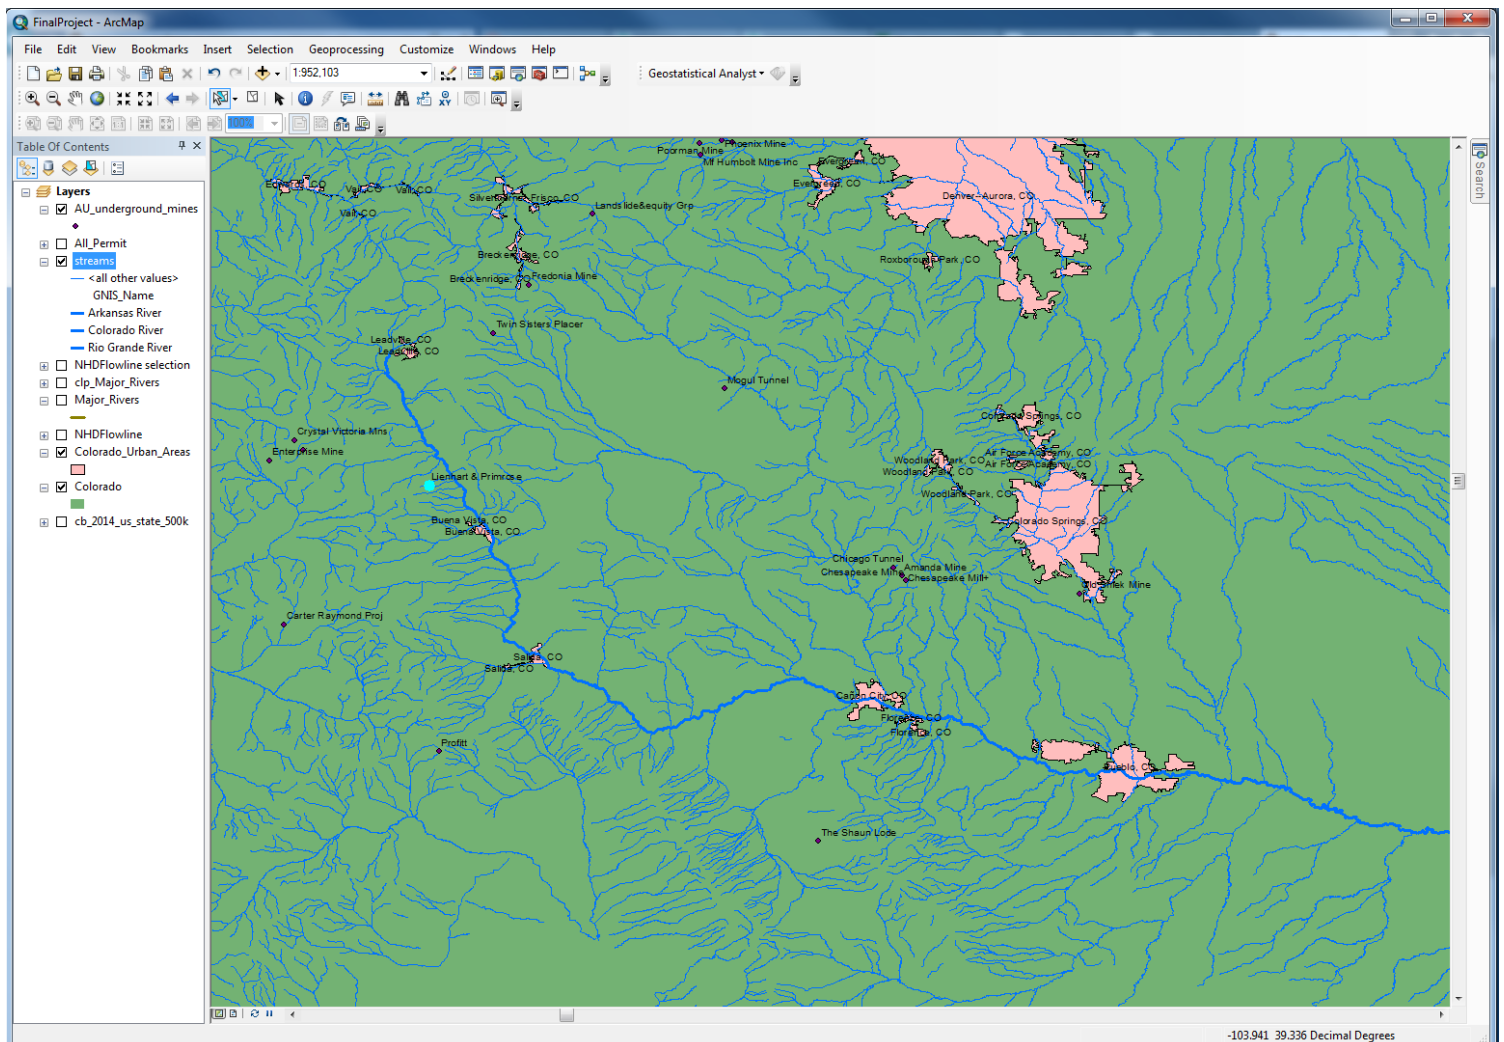 FinalProject - ArcMap
File Edit View Bookmarks Insert Selection Geoprocessing Customize Windows Help
1:952,103
Geostatistical Analyst
100%
Table Of Contents
Search
Layers
AU_underground_mines
All_Permit
streams
<all other values>
GNIS_Name
Arkansas River
Colorado River
Rio Grande River
NHDFlowline selection
clp_Major_Rivers
Major_Rivers
NHDFlowline
Colorado_Urban_Areas
Colorado
cb_2014_us_state_500k
Phoenix Mine
Poorman Mine
Mf Humbolt Mine Inc
Evergreen, CO
Evergreen, CO
Edwards, CO
Vail, CO
Vail, CO
Vail, CO
Frisco, CO
Landslide&equity Grp
Denver--Aurora, CO
Breckenridge, CO
Roxborough Park, CO
Breckenridge, CO
Fredonia Mine
Twin Sisters Placer
Leadville, CO
Leadville, CO
Mogul Tunnel
Colorado Springs, CO
Crystal Victoria Mns
Enterprise Mine
Air Force Academy, CO
Woodland Park, CO
Air Force Academy, CO
Woodland Park, CO
Lienhart & Primrose
Woodland Park, CO
Buena Vista, CO
Buena Vista, CO
Colorado Springs, CO
Chicago Tunnel
Amanda Mine
Chesapeake Mine
Chesapeake Mill+
Carter Raymond Proj
Salida, CO
Salida, CO
Cañon City, CO
Florence, CO
Florence, CO
Profitt
Pueblo, CO
The Shaun Lode
-103.941 39.336 Decimal Degrees